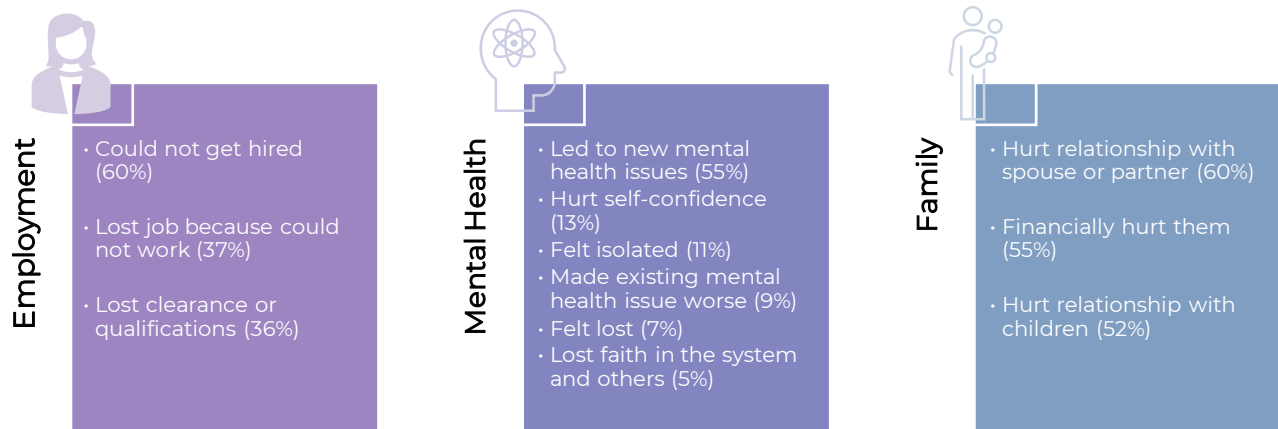 Employment
• Could not get hired
(60%)
• Lost job because could
not work (37%)
• Lost clearance or
qualifications (36%)
Mental Health
• Led to new mental
health issues (55%)
• Hurt self-confidence
(13%)
• Felt isolated (11%)
• Made existing mental
health issue worse (9%)
• Felt lost (7%)
• Lost faith in the system
and others (5%)
Family
• Hurt relationship with
spouse or partner (60%)
• Financially hurt them
(55%)
• Hurt relationship with
children (52%)